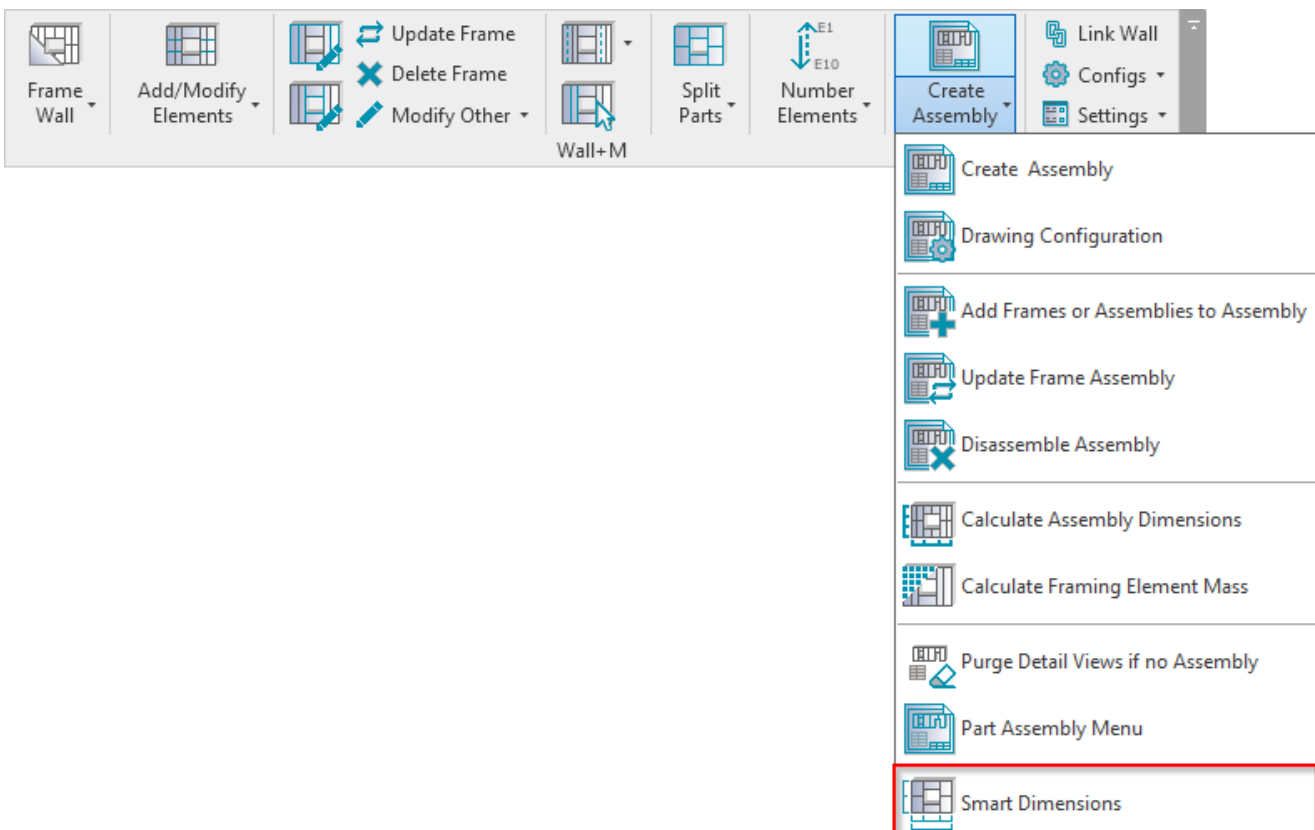 Frame
Wall
Add/Modify
Elements
Update Frame
Delete Frame
Modify Other
Split
Parts
E1
E10
Number
Elements
Create
Assembly
Link Wall
Configs
Settings
Wall+M
Create Assembly
Drawing Configuration
Add Frames or Assemblies to Assembly
Update Frame Assembly
Disassemble Assembly
Calculate Assembly Dimensions
Calculate Framing Element Mass
Purge Detail Views if no Assembly
Part Assembly Menu
Smart Dimensions